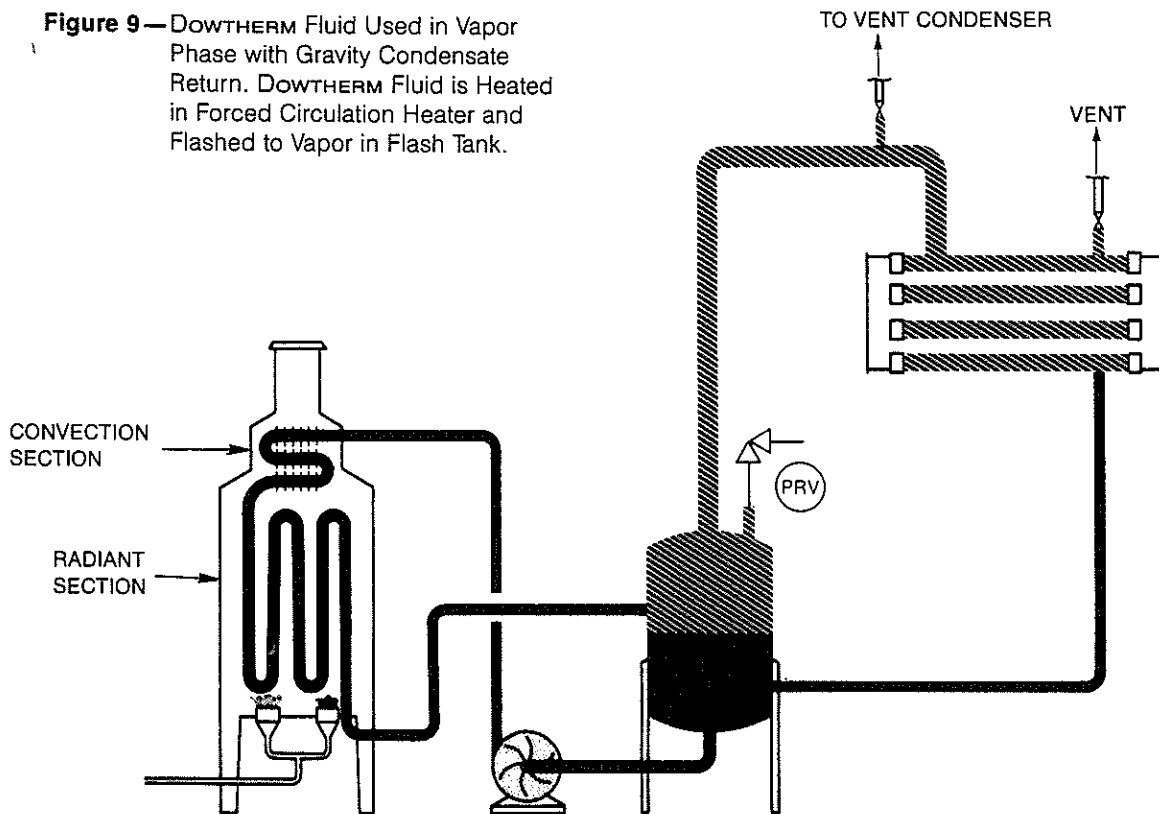 Figure 9—DOWTHERM Fluid Used in Vapor
Phase with Gravity Condensate
Return. DOWTHERM Fluid is Heated
in Forced Circulation Heater and
Flashed to Vapor in Flash Tank.
TO VENT CONDENSER
VENT
CONVECTION
SECTION
PRV
RADIANT
SECTION